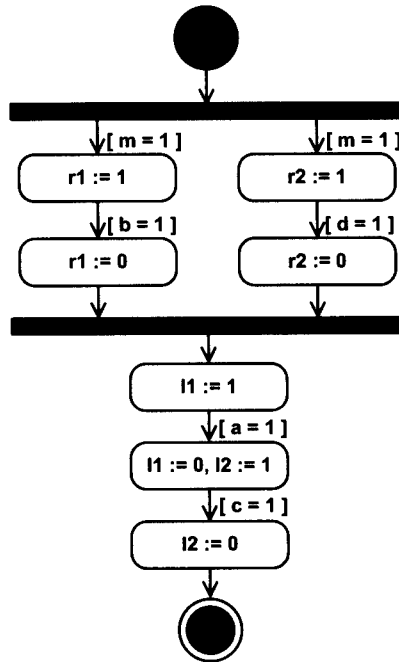 [ m = 1 ] [ m = 1 ]
r1 := 1 r2 := 1
[ b = 1 ] [ d = 1 ]
r1 := 0 r2 := 0
l1 := 1
[ a = 1 ]
l1 := 0, l2 := 1
[ c = 1 ]
l2 := 0